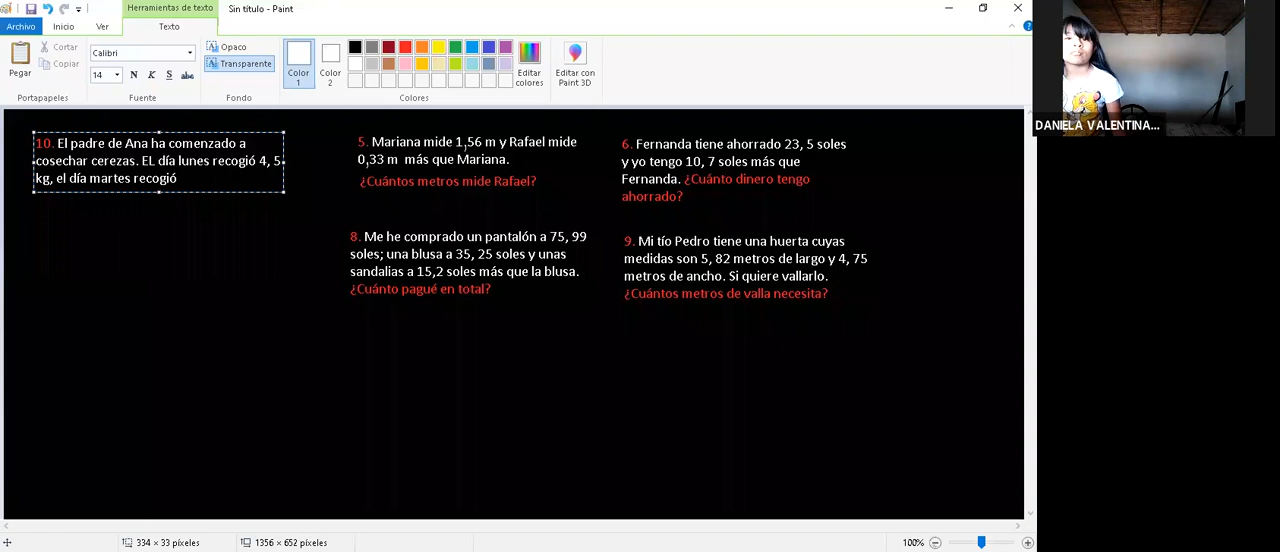 Herramientas de texto
Sin título - Paint
Archivo
Inicio
Ver
Texto
Pegar
Cortar
Copiar
Portapapeles
Calibri
14
N
K
S
abc
Fuente
Opaco
Transparente
Fondo
Color 1
Color 2
Editar colores
Colores
Editar con Paint 3D
10. El padre de Ana ha comenzado a
cosechar cerezas. EL día lunes recogió 4, 5
kg, el día martes recogió
5. Mariana mide 1,56 m y Rafael mide
0,33 m más que Mariana.
¿Cuántos metros mide Rafael?
6. Fernanda tiene ahorrado 23, 5 soles
y yo tengo 10, 7 soles más que
Fernanda. ¿Cuánto dinero tengo
ahorrado?
8. Me he comprado un pantalón a 75, 99
soles; una blusa a 35, 25 soles y unas
sandalias a 15,2 soles más que la blusa.
¿Cuánto pagué en total?
9. Mi tío Pedro tiene una huerta cuyas
medidas son 5, 82 metros de largo y 4, 75
metros de ancho. Si quiere vallarlo.
¿Cuántos metros de valla necesita?
DANIELA VALENTINA...
334 × 33 píxeles
1356 × 652 píxeles
100%